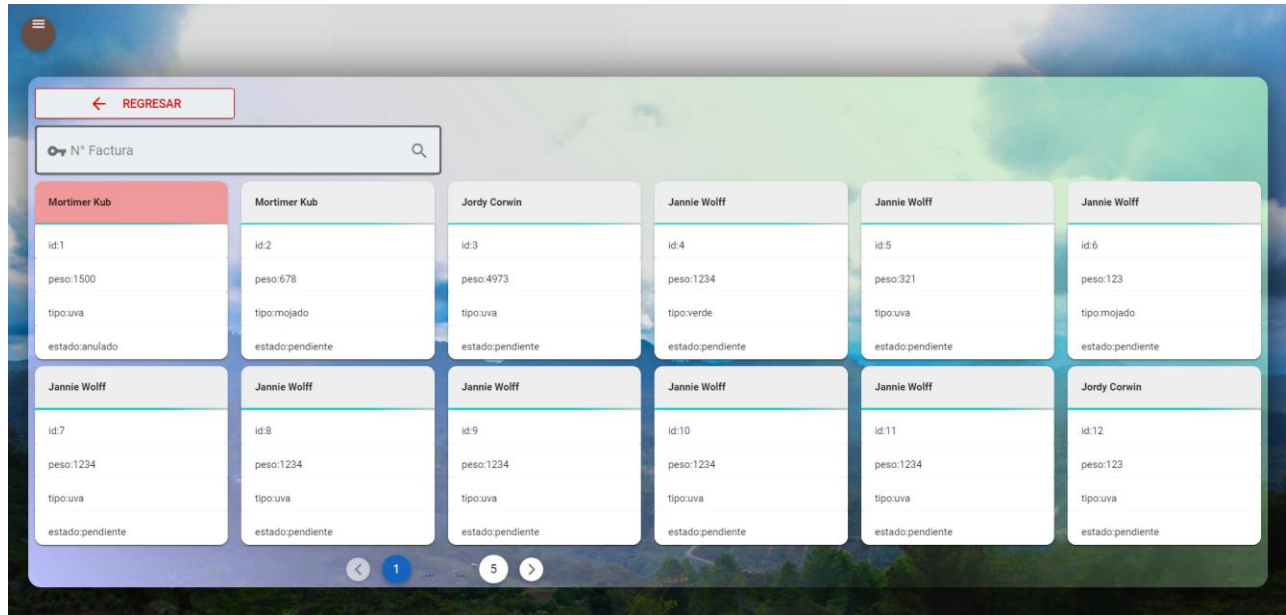 REGRESAR
N° Factura
Mortimer Kub
id:1
peso:1500
tipo:uva
estado:anulado
Mortimer Kub
id:2
peso:678
tipo:mojado
estado:pendiente
Jordy Corwin
id:3
peso:4973
tipo:uva
estado:pendiente
Jannie Wolff
id:4
peso:1234
tipo:verde
estado:pendiente
Jannie Wolff
id:5
peso:321
tipo:uva
estado:pendiente
Jannie Wolff
id:6
peso:123
tipo:mojado
estado:pendiente
Jannie Wolff
id:7
peso:1234
tipo:uva
estado:pendiente
Jannie Wolff
id:8
peso:1234
tipo:uva
estado:pendiente
Jannie Wolff
id:9
peso:1234
tipo:uva
estado:pendiente
Jannie Wolff
id:10
peso:1234
tipo:uva
estado:pendiente
Jannie Wolff
id:11
peso:1234
tipo:uva
estado:pendiente
Jordy Corwin
id:12
peso:123
tipo:uva
estado:pendiente
1 ... ... 5